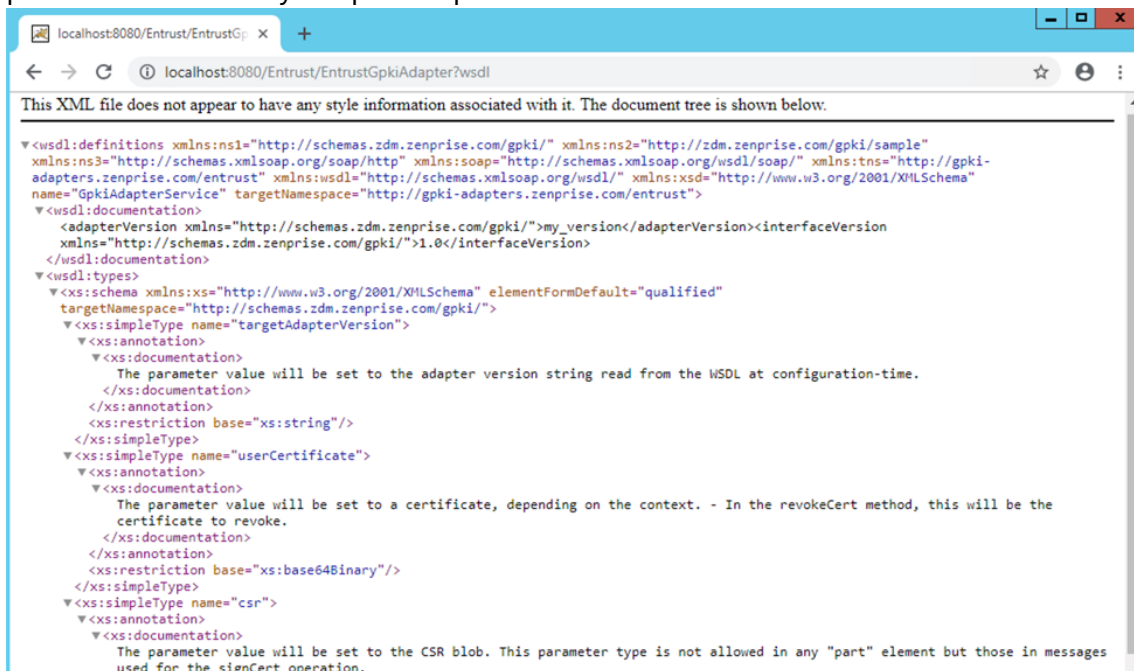 localhost:8080/Entrust/EntrustGp
localhost:8080/Entrust/EntrustGpkiAdapter?wsdl
This XML file does not appear to have any style information associated with it. The document tree is shown below.
▼<wsdl:definitions xmlns:ns1="http://schemas.zdm.zenprise.com/gpki/" xmlns:ns2="http://zdm.zenprise.com/gpki/sample"
xmlns:ns3="http://schemas.xmlsoap.org/soap/http" xmlns:soap="http://schemas.xmlsoap.org/wsdl/soap/" xmlns:tns="http://gpki-
adapters.zenprise.com/entrust" xmlns:wsdl="http://schemas.xmlsoap.org/wsdl/" xmlns:xsd="http://www.w3.org/2001/XMLSchema"
name="GpkiAdapterService" targetNamespace="http://gpki-adapters.zenprise.com/entrust">
▼<wsdl:documentation>
<adapterVersion xmlns="http://schemas.zdm.zenprise.com/gpki/">my_version</adapterVersion><interfaceVersion
xmlns="http://schemas.zdm.zenprise.com/gpki/">1.0</interfaceVersion>
</wsdl:documentation>
▼<wsdl:types>
▼<xs:schema xmlns:xs="http://www.w3.org/2001/XMLSchema" elementFormDefault="qualified"
targetNamespace="http://schemas.zdm.zenprise.com/gpki/">
▼<xs:simpleType name="targetAdapterVersion">
▼<xs:annotation>
▼<xs:documentation>
The parameter value will be set to the adapter version string read from the WSDL at configuration-time.
</xs:documentation>
</xs:annotation>
<xs:restriction base="xs:string"/>
</xs:simpleType>
▼<xs:simpleType name="userCertificate">
▼<xs:annotation>
▼<xs:documentation>
The parameter value will be set to a certificate, depending on the context. - In the revokeCert method, this will be the
certificate to revoke.
</xs:documentation>
</xs:annotation>
<xs:restriction base="xs:base64Binary"/>
</xs:simpleType>
▼<xs:simpleType name="csr">
▼<xs:annotation>
▼<xs:documentation>
The parameter value will be set to the CSR blob. This parameter type is not allowed in any "part" element but those in messages
used for the signCert operation.